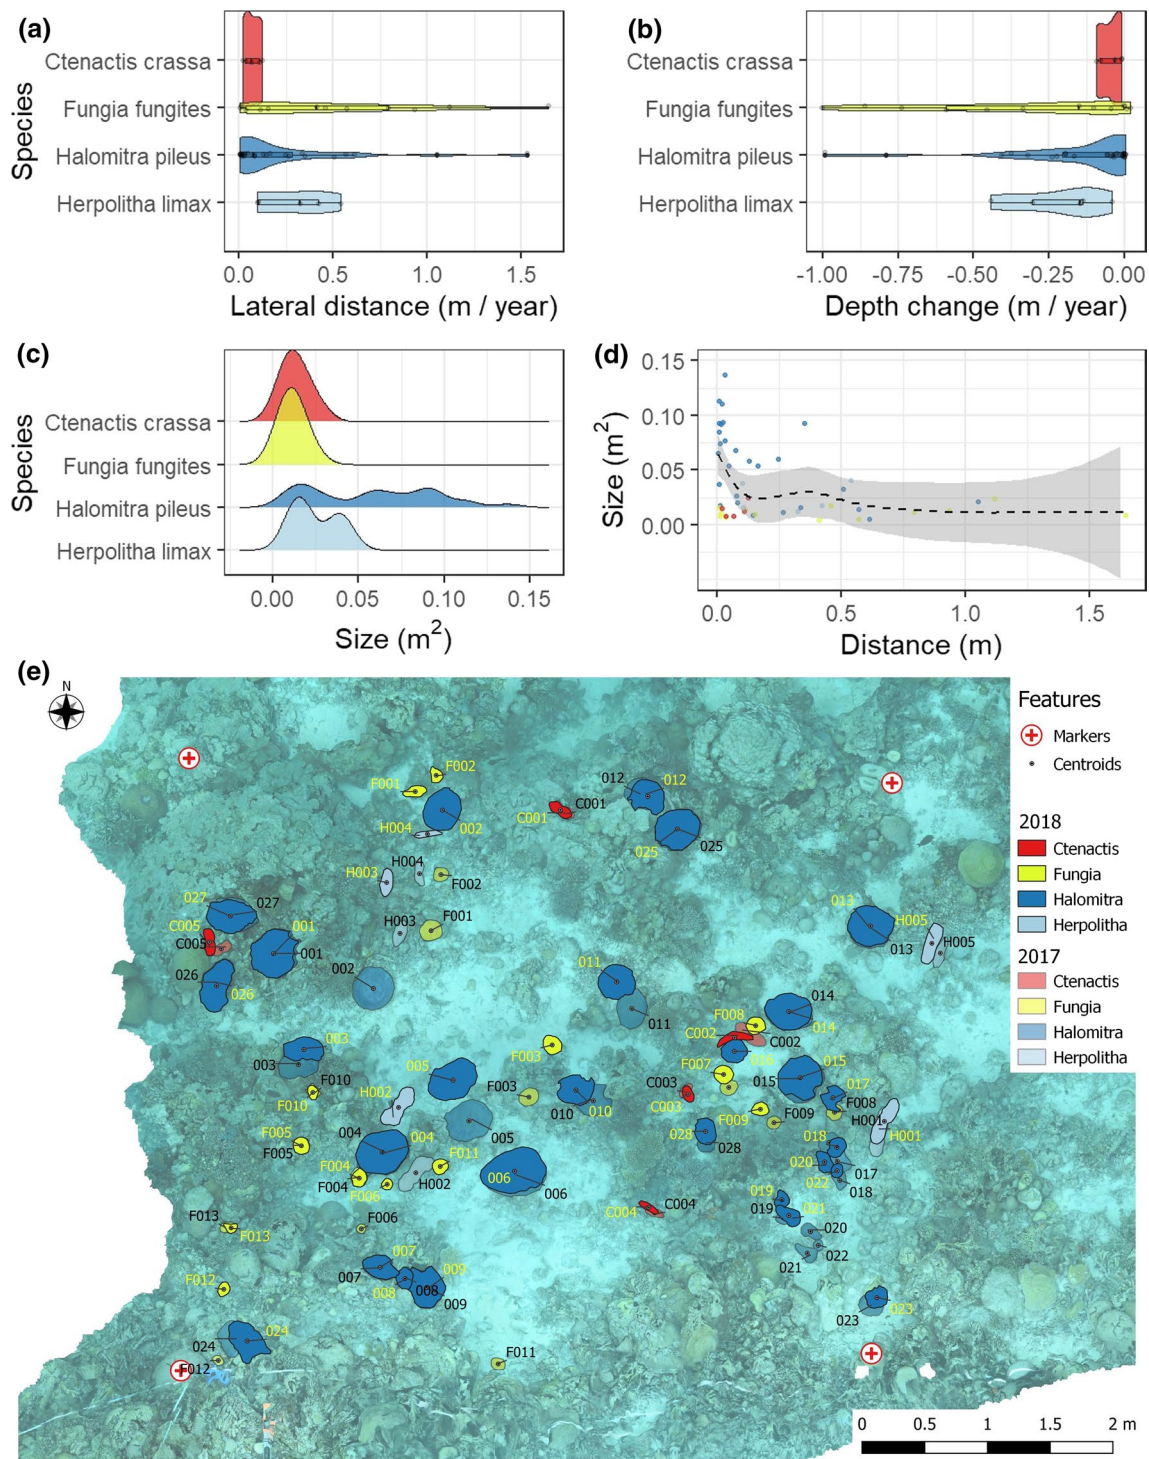 (a)
Species
Ctenactis crassa
Fungia fungites
Halomitra pileus
Herpolitha limax
0.0 0.5 1.0 1.5
Lateral distance (m / year)
(b)
Ctenactis crassa
Fungia fungites
Halomitra pileus
Herpolitha limax
-1.00 -0.75 -0.50 -0.25 0.00
Depth change (m / year)
(c)
Species
Ctenactis crassa
Fungia fungites
Halomitra pileus
Herpolitha limax
0.00 0.05 0.10 0.15
Size (m2)
(d)
Size (m2)
0.15
0.10
0.05
0.00
0.0 0.5 1.0 1.5
Distance (m)
(e)
N
F002
F001
002
H004
C001
C001
012
012
025
025
H003
H004
F002
H003
F001
027
027
C005
C005
001
001
026
026
002
013
013
H005
H005
011
011
014
014
F008
C002
C002
016
003
003
005
005
F003
F003
F007
015
015
F010
F010
H002
010
010
C003
C003
017
F008
F009
F009
H001
H001
F005
F005
004
004
028
028
018
017
020
022
018
F004
F004
F011
F006
H002
006
006
C004
C004
019
019
021
020
022
021
F013
F013
F006
007
007
008
008
009
009
F012
023
023
024
024
F012
F011
Features
Markers
Centroids
2018
Ctenactis
Fungia
Halomitra
Herpolitha
2017
Ctenactis
Fungia
Halomitra
Herpolitha
0 0.5 1 1.5 2 m